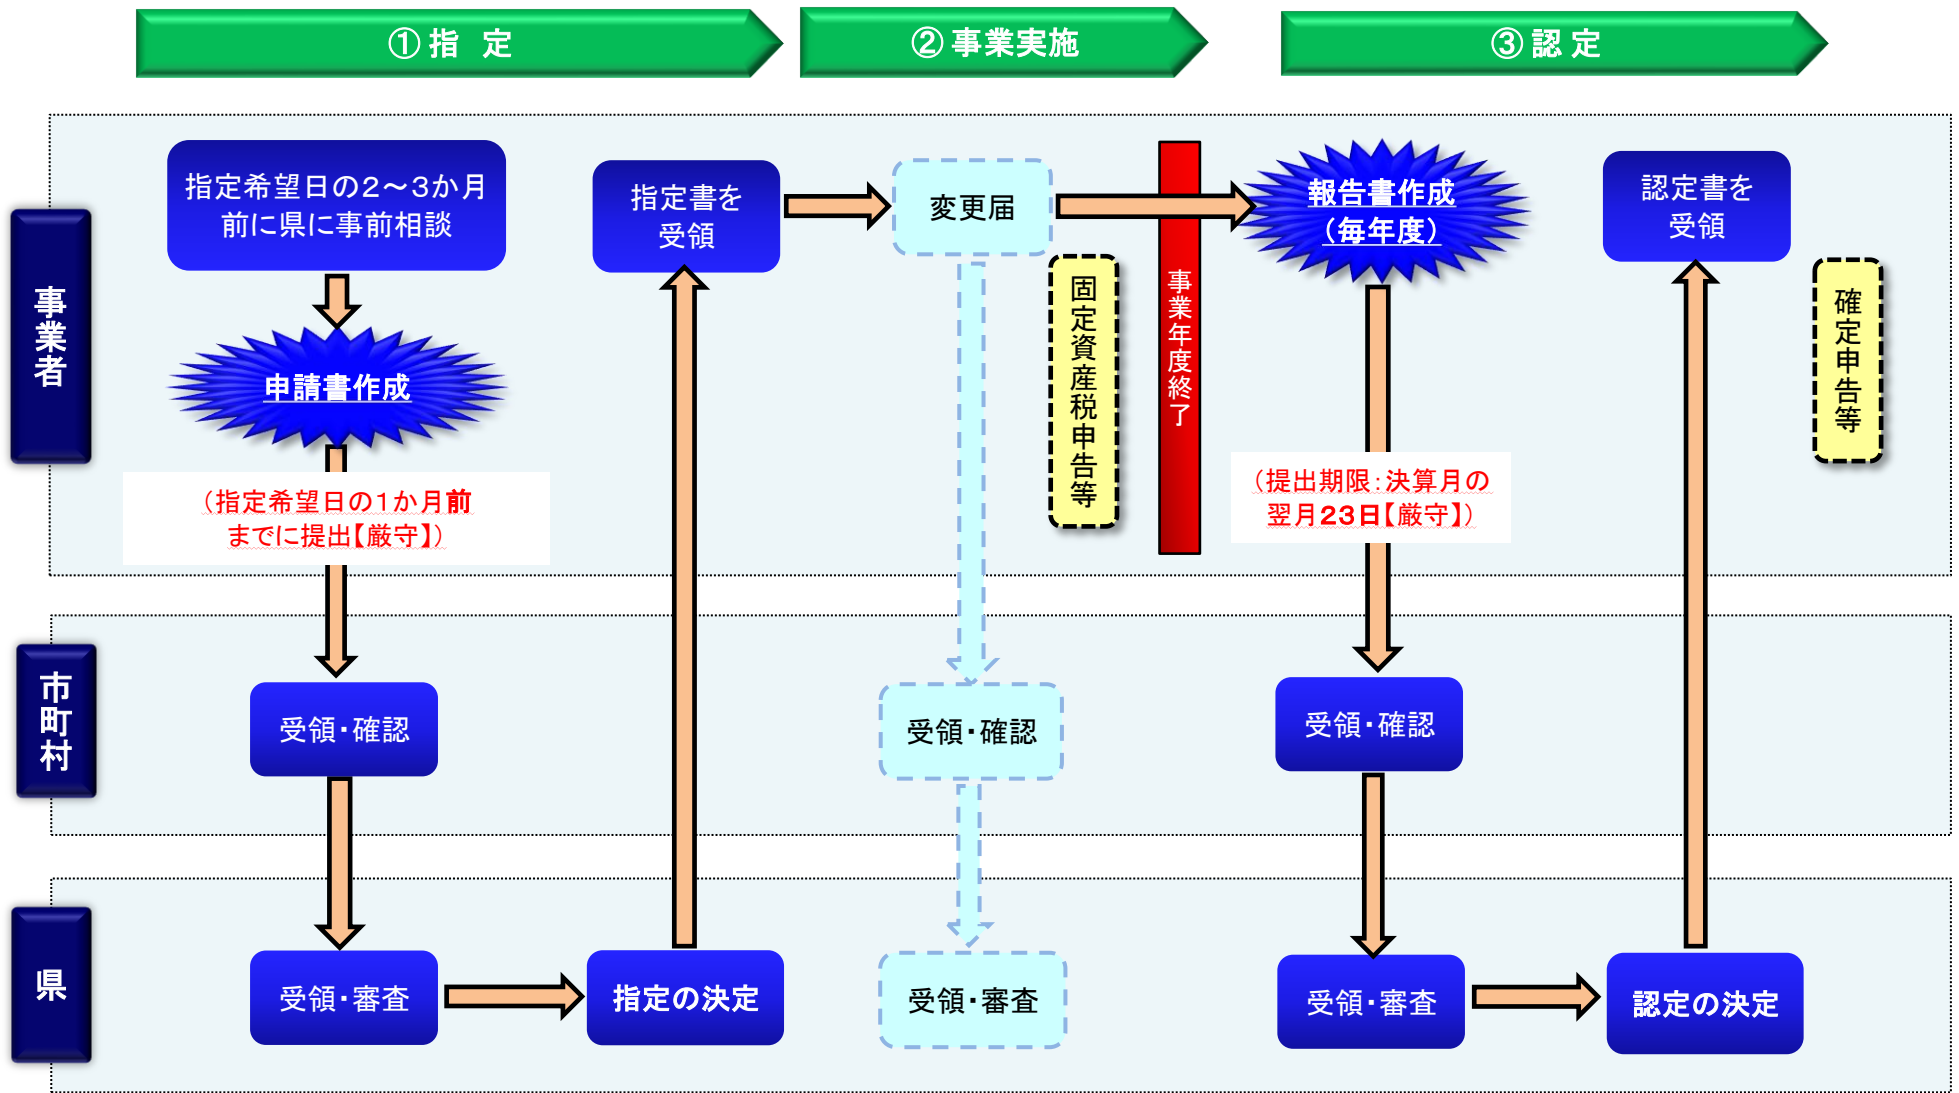 ①指 定
②事業実施
③認定
事業者
指定希望日の2～3か月
前に県に事前相談
申請書作成
(指定希望日の1か月前
までに提出【厳守】)
指定書を
受領
変更届
固定資産税申告等
事業年度終了
報告書作成
(毎年度)
(提出期限:決算月の
翌月23日【厳守】)
認定書を
受領
確定申告等
市町村
受領・確認
受領・確認
受領・確認
県
受領・審査
指定の決定
受領・審査
受領・審査
認定の決定